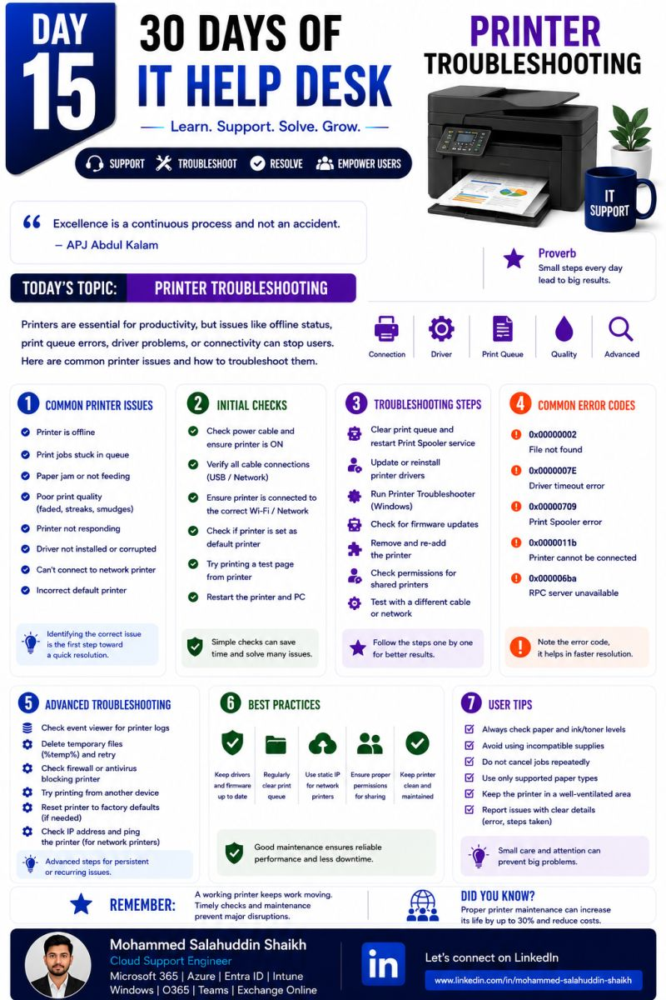 DAY
15
30 DAYS OF
IT HELP DESK
Learn. Support. Solve. Grow.
SUPPORT
TROUBLESHOOT
RESOLVE
EMPOWER USERS
PRINTER
TROUBLESHOOTING
IT
SUPPORT
“ Excellence is a continuous process and not an accident.
– APJ Abdul Kalam
Proverb
Small steps every day
lead to big results.
TODAY'S TOPIC: PRINTER TROUBLESHOOTING
Printers are essential for productivity, but issues like offline status,
print queue errors, driver problems, or connectivity can stop users.
Here are common printer issues and how to troubleshoot them.
Connection
Driver
Print Queue
Quality
Advanced
1 COMMON PRINTER ISSUES
Printer is offline
Print jobs stuck in queue
Paper jam or not feeding
Poor print quality
(faded, streaks, smudges)
Printer not responding
Driver not installed or corrupted
Can't connect to network printer
Incorrect default printer
Identifying the correct issue
is the first step toward
a quick resolution.
2 INITIAL CHECKS
Check power cable and
ensure printer is ON
Verify all cable connections
(USB / Network)
Ensure printer is connected to
the correct Wi-Fi / Network
Check if printer is set as
default printer
Try printing a test page
from printer
Restart the printer and PC
Simple checks can save
time and solve many issues.
3 TROUBLESHOOTING STEPS
Clear print queue and
restart Print Spooler service
Update or reinstall
printer drivers
Run Printer Troubleshooter
(Windows)
Check for firmware updates
Remove and re-add
the printer
Check permissions for
shared printers
Test with a different cable
or network
Follow the steps one by one
for better results.
4 COMMON ERROR CODES
0x00000002
File not found
0x0000007E
Driver timeout error
0x00000709
Print Spooler error
0x0000011b
Printer cannot be connected
0x000006ba
RPC server unavailable
Note the error code,
it helps in faster resolution.
5 ADVANCED TROUBLESHOOTING
Check event viewer for printer logs
Delete temporary files
(%temp%) and retry
Check firewall or antivirus
blocking printer
Try printing from another device
Reset printer to factory defaults
(if needed)
Check IP address and ping
the printer (for network printers)
Advanced steps for persistent
or recurring issues.
6 BEST PRACTICES
Keep drivers
and firmware
up to date
Regularly
clear print
queue
Use static IP
for network
printers
Ensure proper
permissions
for sharing
Keep printer
clean and
maintained
Good maintenance ensures reliable
performance and less downtime.
7 USER TIPS
Always check paper and ink/toner levels
Avoid using incompatible supplies
Do not cancel jobs repeatedly
Use only supported paper types
Keep the printer in a well-ventilated area
Report issues with clear details
(error, steps taken)
Small care and attention can
prevent big problems.
REMEMBER:
A working printer keeps work moving.
Timely checks and maintenance
prevent major disruptions.
DID YOU KNOW?
Proper printer maintenance can increase
its life by up to 30% and reduce costs.
Mohammed Salahuddin Shaikh
Cloud Support Engineer
Microsoft 365 | Azure | Entra ID | Intune
Windows | O365 | Teams | Exchange Online
in
Let's connect on LinkedIn
www.linkedin.com/in/mohammed-salahuddin-shaikh